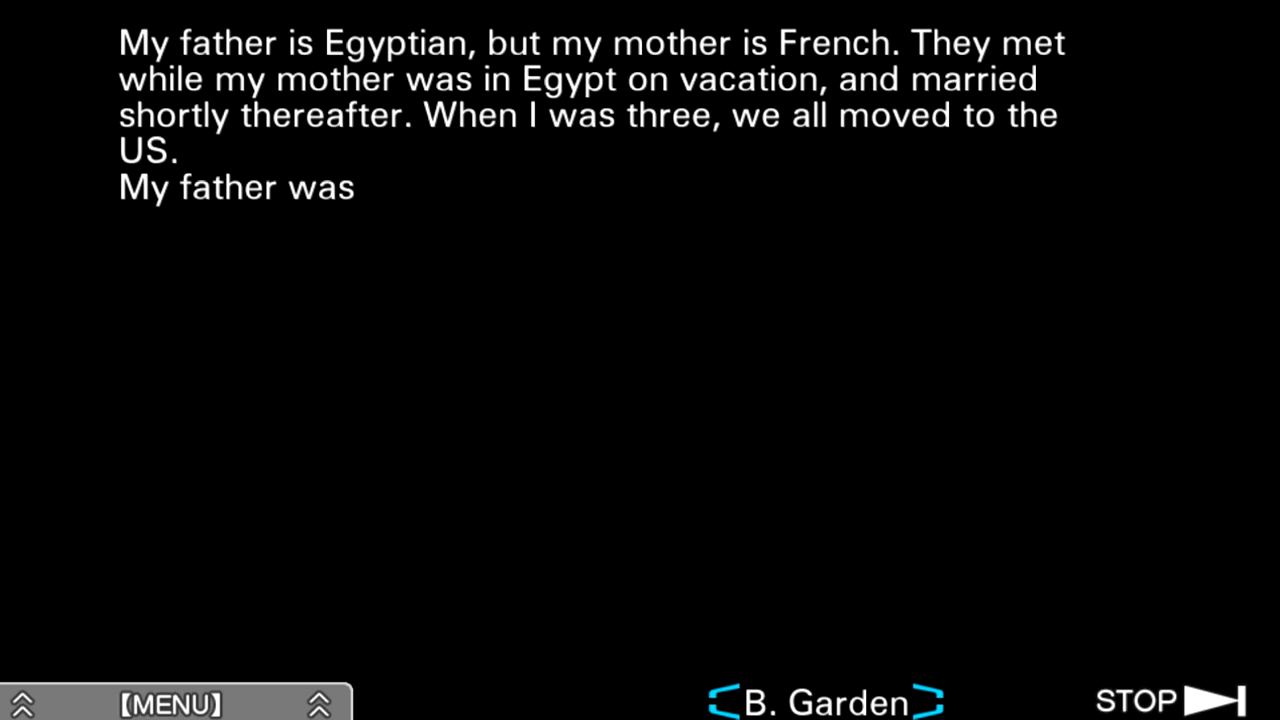 My father is Egyptian, but my mother is French. They met
while my mother was in Egypt on vacation, and married
shortly thereafter. When I was three, we all moved to the
US.
My father was
【MENU】
B. Garden
STOP